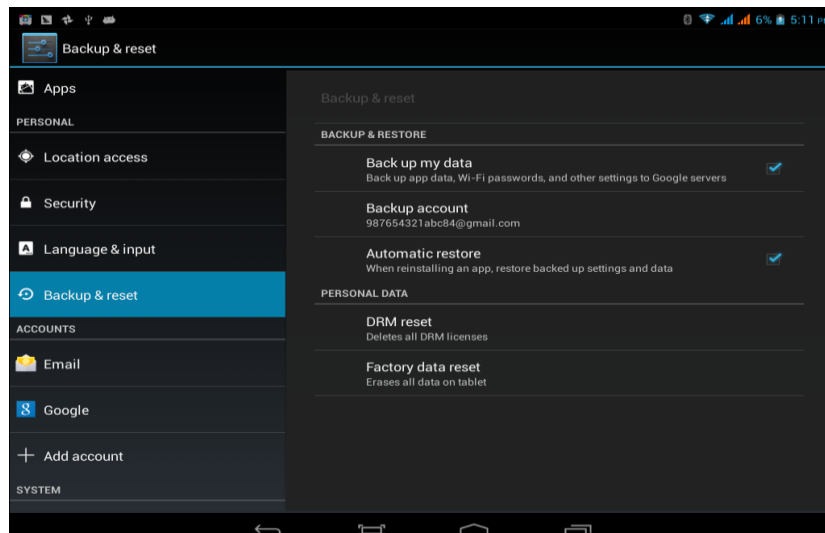 6% 5:11 PM
Backup & reset
Apps
PERSONAL
Location access
Security
Language & input
Backup & reset
ACCOUNTS
Email
Google
Add account
SYSTEM
Backup & reset
BACKUP & RESTORE
Back up my data
Back up app data, Wi-Fi passwords, and other settings to Google servers
Backup account
987654321abc84@gmail.com
Automatic restore
When reinstalling an app, restore backed up settings and data
PERSONAL DATA
DRM reset
Deletes all DRM licenses
Factory data reset
Erases all data on tablet